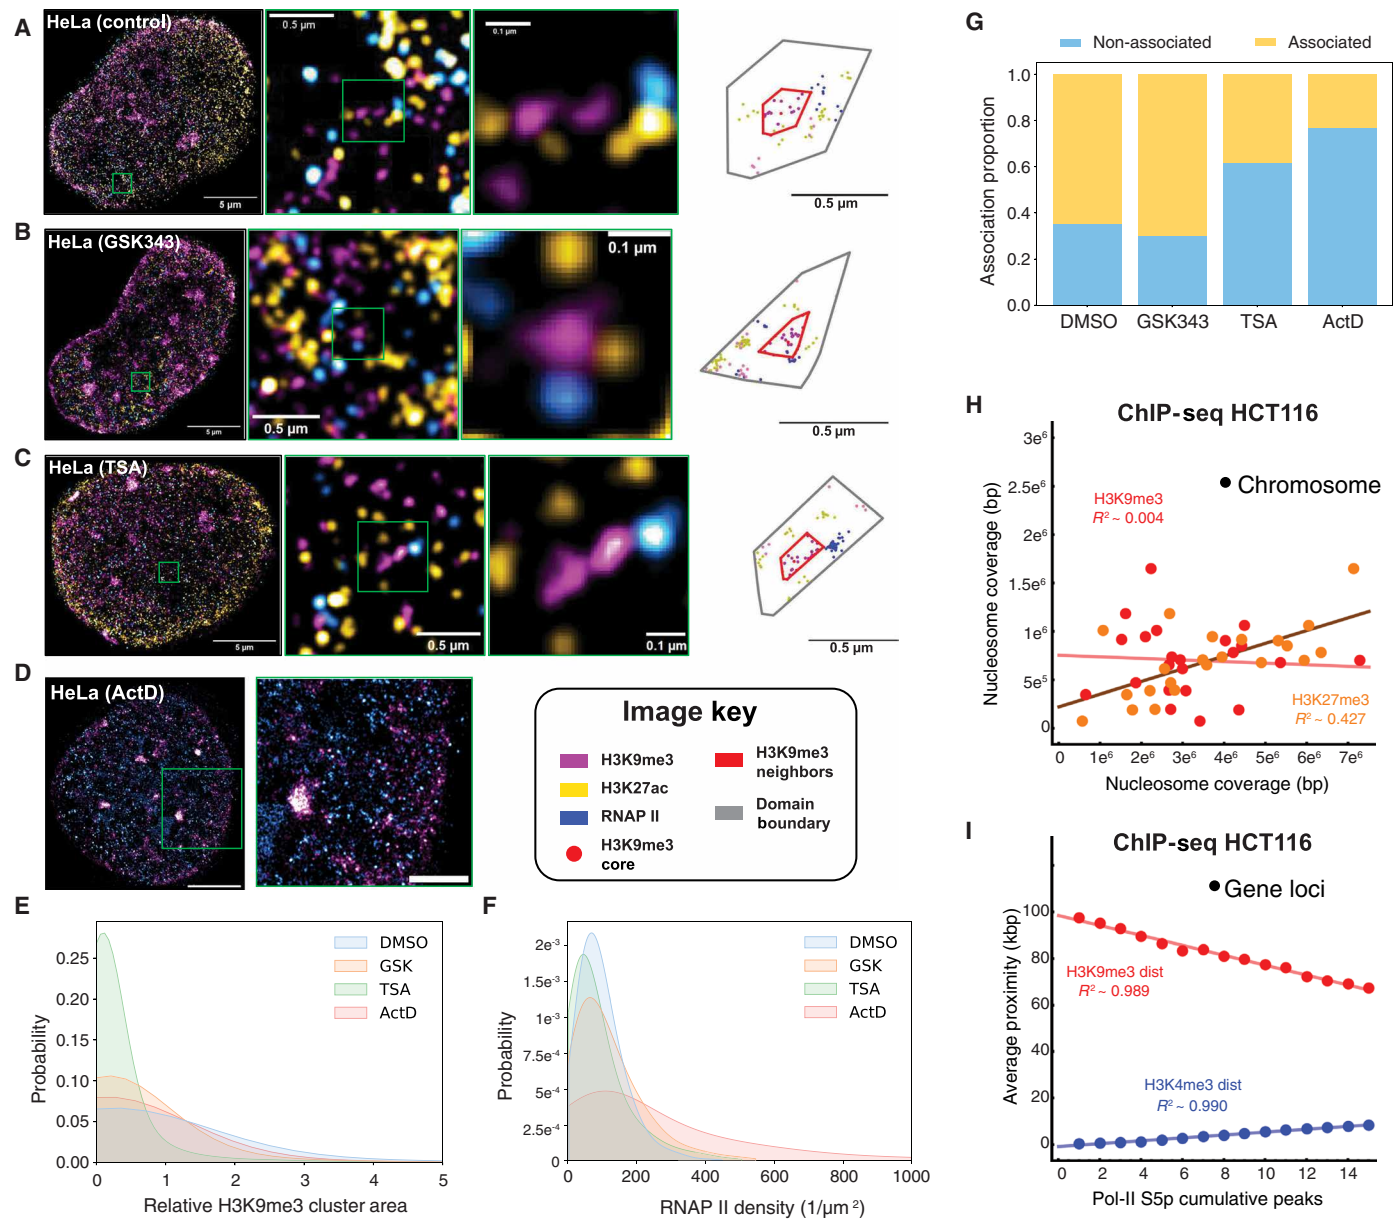 A
HeLa (control)
0.5 µm
0.1 µm
5 µm
0.5 µm
B
HeLa (GSK343)
0.1 µm
0.5 µm
5 µm
0.5 µm
C
HeLa (TSA)
5 µm
0.5 µm
0.1 µm
0.5 µm
D
HeLa (ActD)
Image key
H3K9me3
H3K27ac
RNAP II
H3K9me3
core
H3K9me3
neighbors
Domain
boundary
E
DMSO
GSK
TSA
ActD
Probability
0.25
0.20
0.15
0.10
0.05
0.00
0 1 2 3 4 5
Relative H3K9me3 cluster area
F
DMSO
GSK
TSA
ActD
Probability
2e-3
1.5e-3
1e-3
7.5e-4
5e-4
2.5e-4
0
0 200 400 600 800 1000
RNAP II density (1/µm²)
G
Non-associated Associated
Association proportion
1.0
0.8
0.6
0.4
0.2
0.0
DMSO GSK343 TSA ActD
H
ChIP-seq HCT116
Chromosome
H3K9me3
R² ~ 0.004
H3K27me3
R² ~ 0.427
Nucleosome coverage (bp)
3e⁶
2.5e⁶
1.5e⁶
1e⁶
5e⁵
0
0 1e⁶ 2e⁶ 3e⁶ 4e⁶ 5e⁶ 6e⁶ 7e⁶
Nucleosome coverage (bp)
I
ChIP-seq HCT116
Gene loci
H3K9me3 dist
R² ~ 0.989
H3K4me3 dist
R² ~ 0.990
Average proximity (kbp)
100
80
60
40
20
0
0 2 4 6 8 10 12 14
Pol-II S5p cumulative peaks